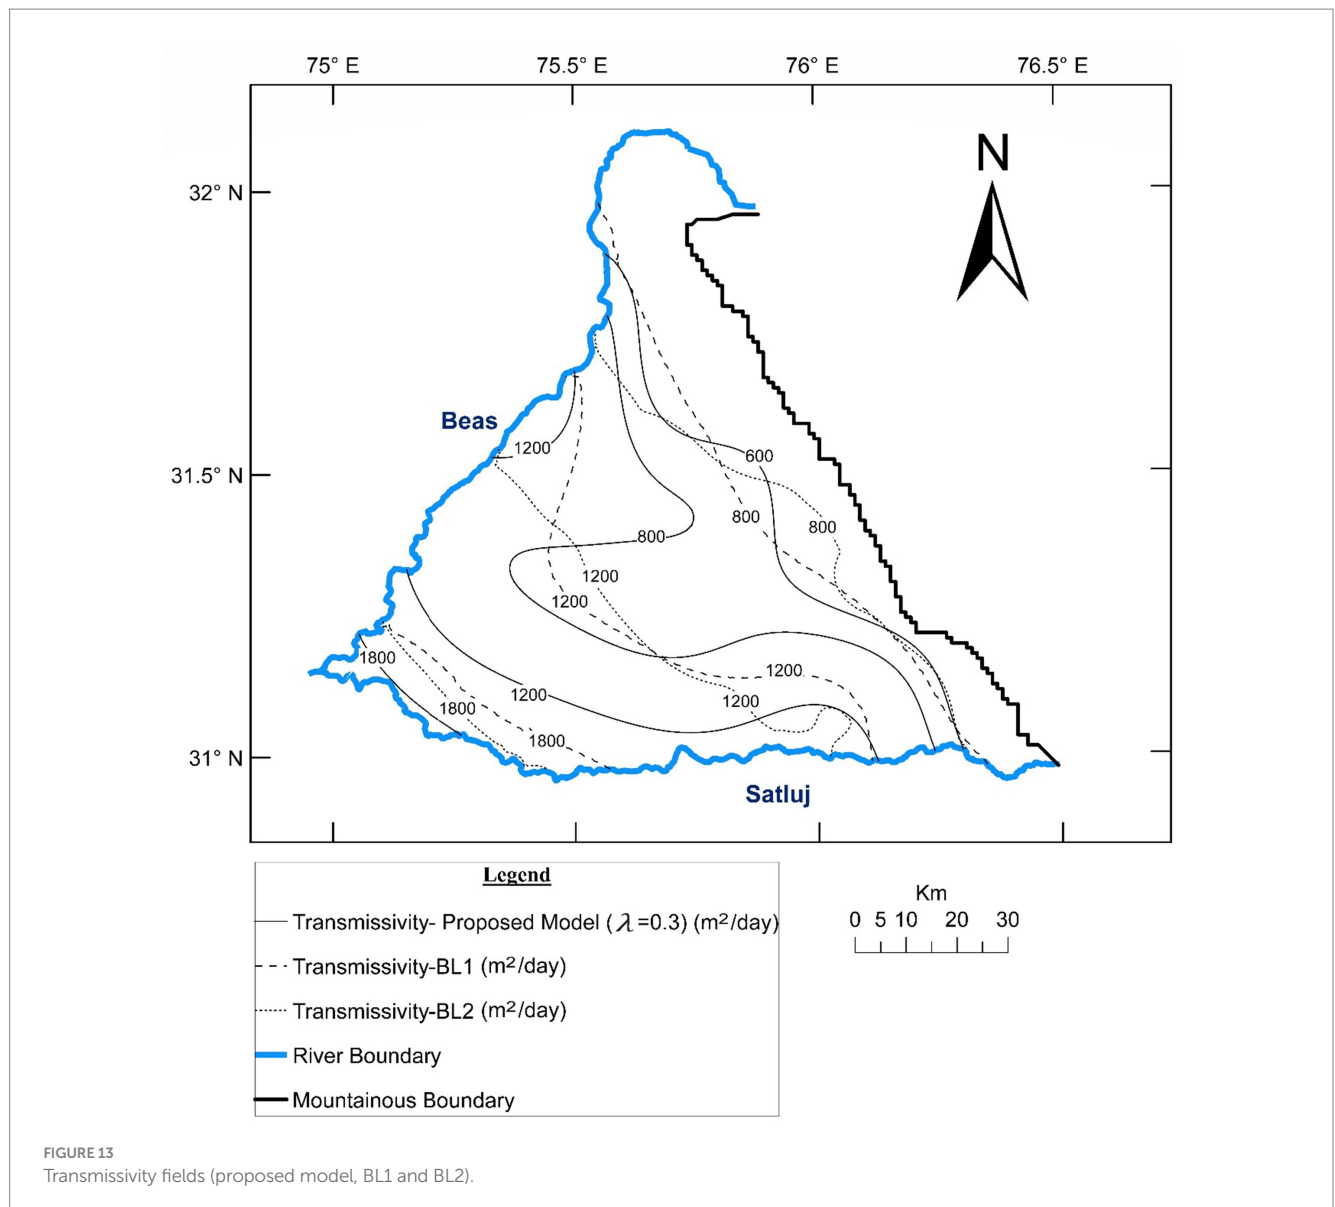 75° E 75.5° E 76° E 76.5° E
N
32° N
Beas
1200
600
31.5° N
800
800
800
1200
1200
1800
1200
1200
1200
1800
1800
31° N
Satluj
Legend
Transmissivity- Proposed Model (λ=0.3) (m²/day)
Transmissivity-BL1 (m²/day)
Transmissivity-BL2 (m²/day)
River Boundary
Mountainous Boundary
Km
0 5 10 20 30
FIGURE 13
Transmissivity fields (proposed model, BL1 and BL2).